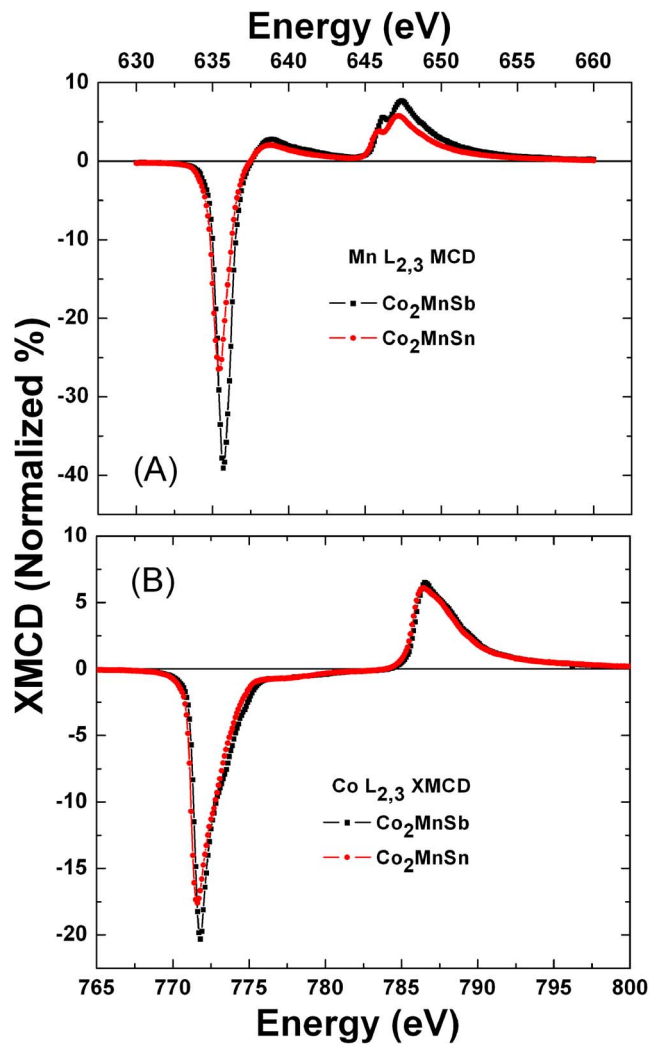 Energy (eV)
630 635 640 645 650 655 660
10
0
-10
-20
-30
-40
Mn L2,3 MCD
Co2MnSb
Co2MnSn
(A)
XMCD (Normalized %)
10
5
0
-5
-10
-15
-20
(B)
Co L2,3 XMCD
Co2MnSb
Co2MnSn
765 770 775 780 785 790 795 800
Energy (eV)